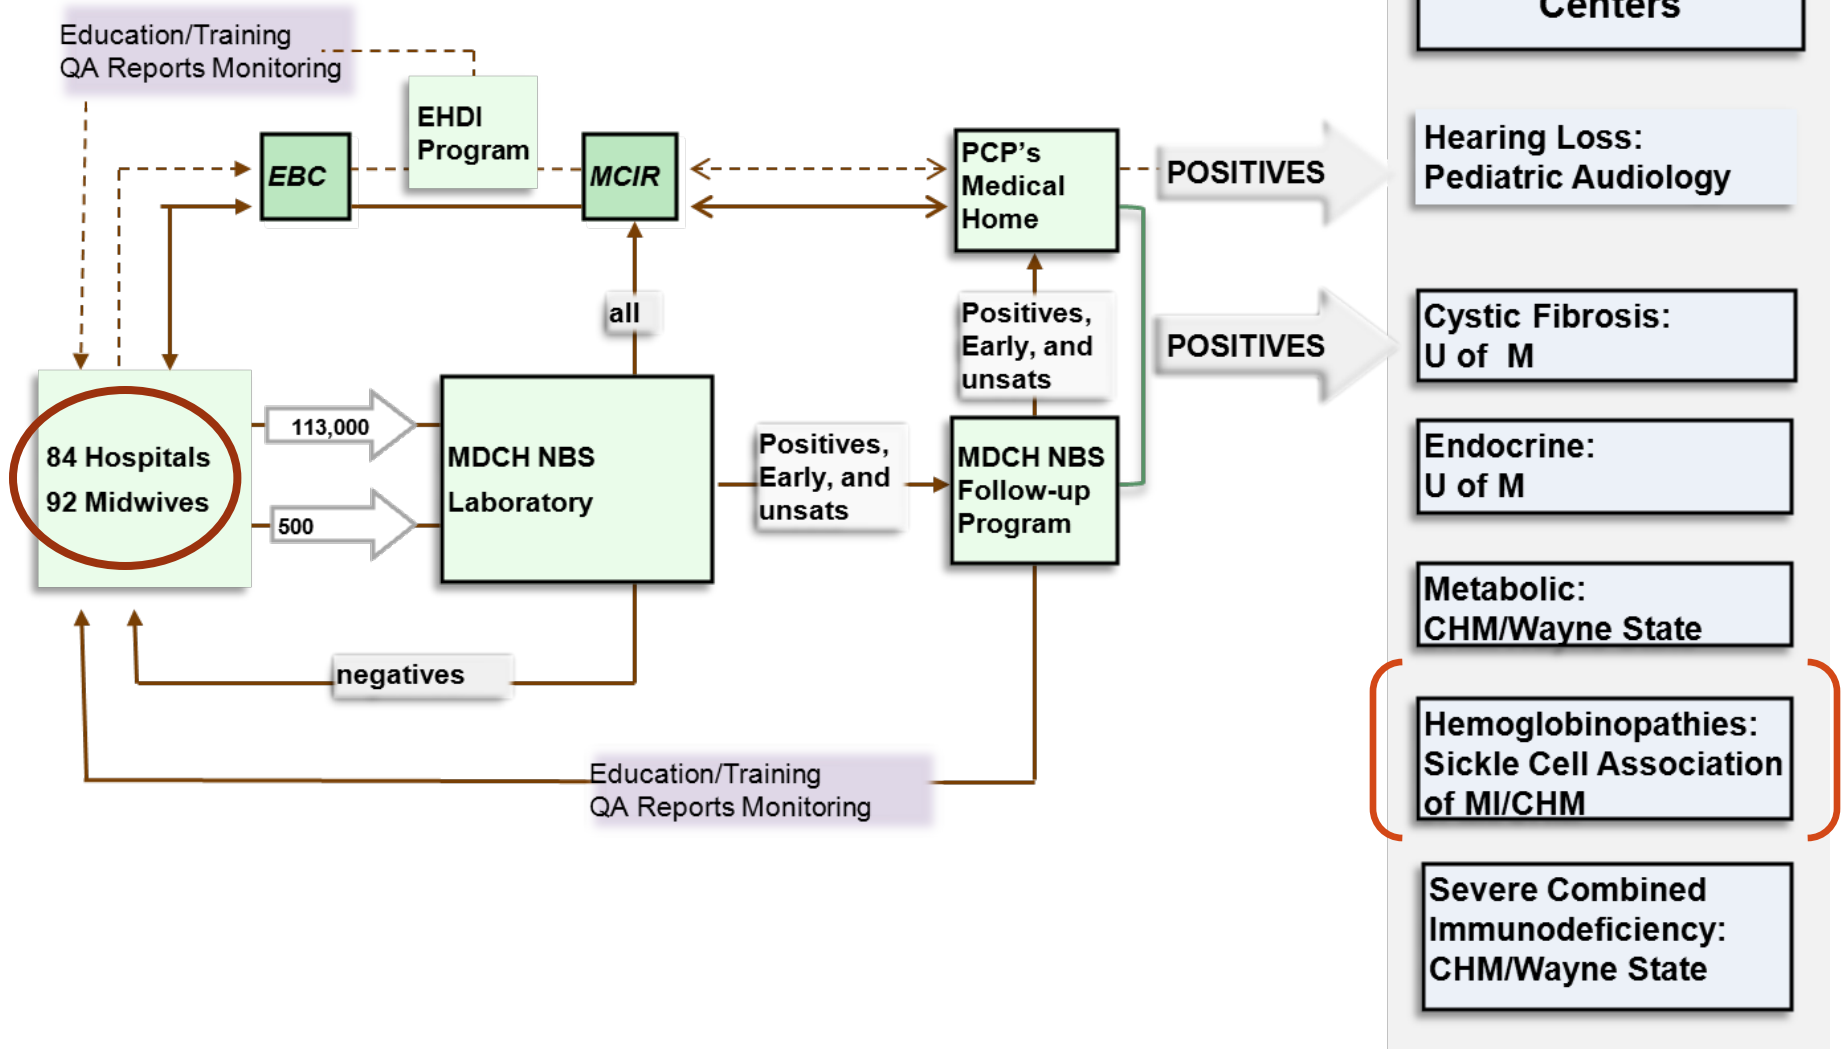 Education/Training
QA Reports Monitoring
EHDI
Program
EBC
MCIR
PCP's
Medical
Home
POSITIVES
all
Positives,
Early, and
unsats
POSITIVES
84 Hospitals
92 Midwives
113,000
500
MDCH NBS
Laboratory
Positives,
Early, and
unsats
MDCH NBS
Follow-up
Program
negatives
Education/Training
QA Reports Monitoring
Centers
Hearing Loss:
Pediatric Audiology
Cystic Fibrosis:
U of M
Endocrine:
U of M
Metabolic:
CHM/Wayne State
Hemoglobinopathies:
Sickle Cell Association
of MI/CHM
Severe Combined
Immunodeficiency:
CHM/Wayne State